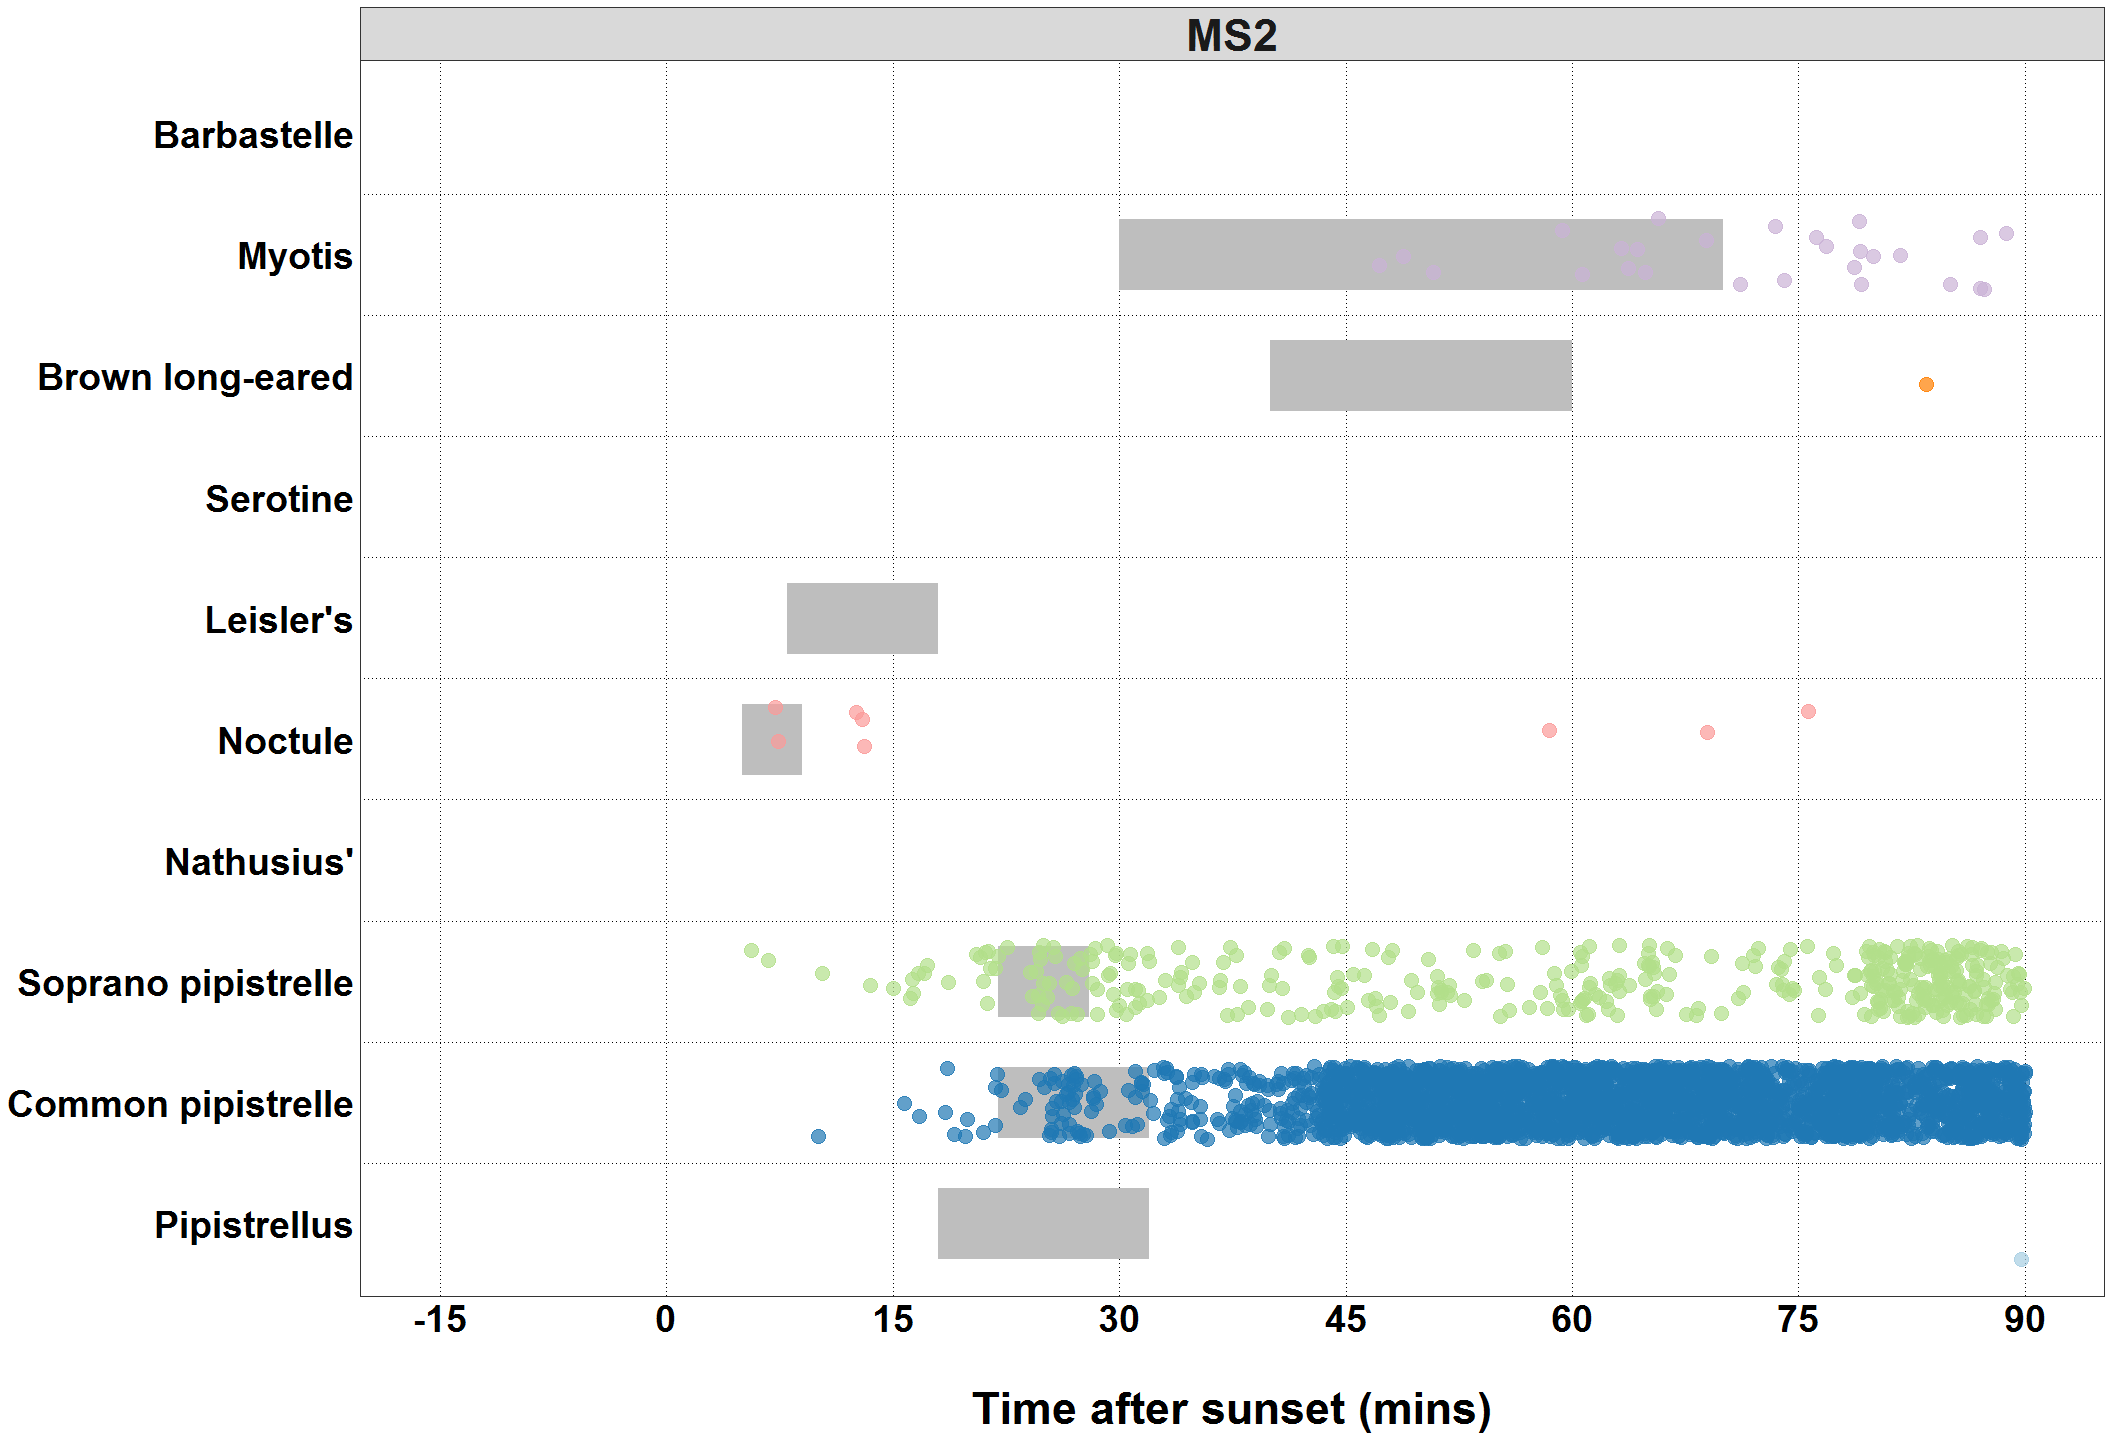 MS2
Barbastelle
Myotis
Brown long-eared
Serotine
Leisler's
Noctule
Nathusius'
Soprano pipistrelle
Common pipistrelle
Pipistrellus
-15 0 15 30 45 60 75 90
Time after sunset (mins)